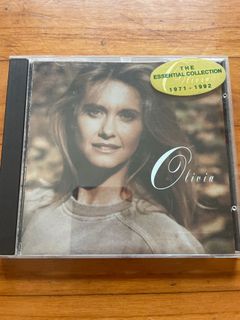 THE
ESSENTIAL COLLECTION
1971 - 1992
Olivia